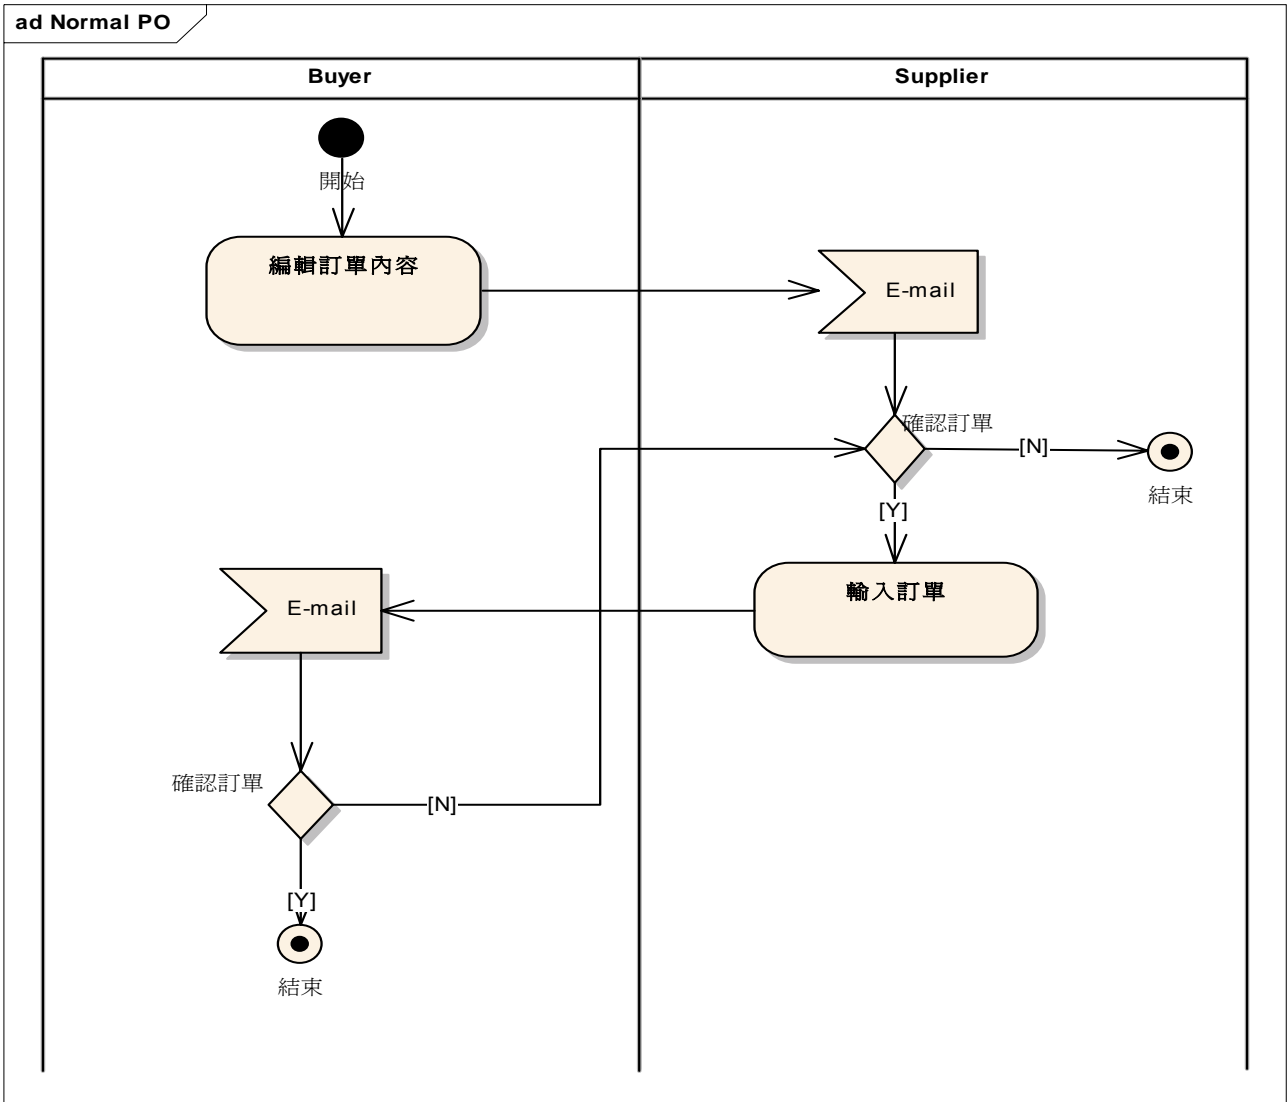 ad Normal PO
Buyer
Supplier
開始
編輯訂單內容
E-mail
確認訂單
[N]
結束
[Y]
輸入訂單
E-mail
確認訂單
[N]
[Y]
結束